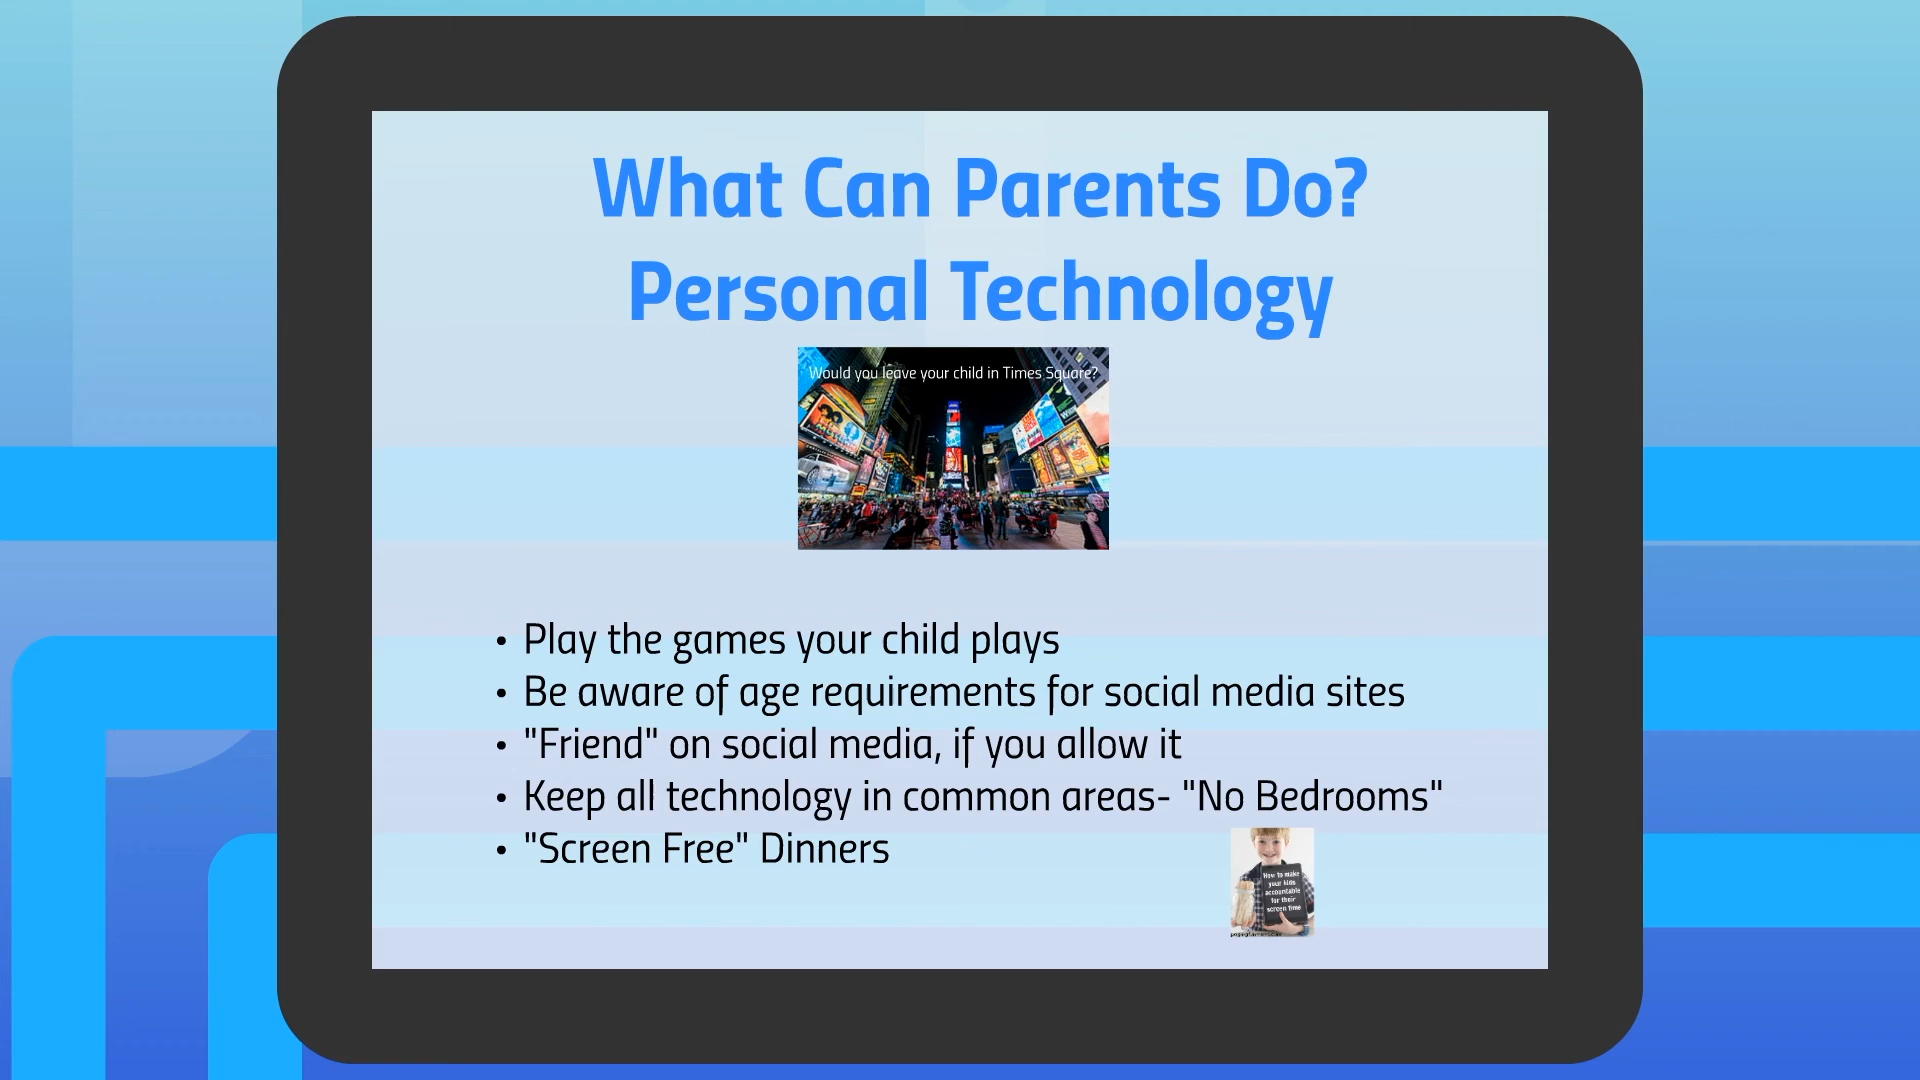 What Can Parents Do?
Personal Technology
Would you leave your child in Times Square?
• Play the games your child plays
• Be aware of age requirements for social media sites
• "Friend" on social media, if you allow it
• Keep all technology in common areas- "No Bedrooms"
• "Screen Free" Dinners
How to make
your kids
accountable
for their
screen time